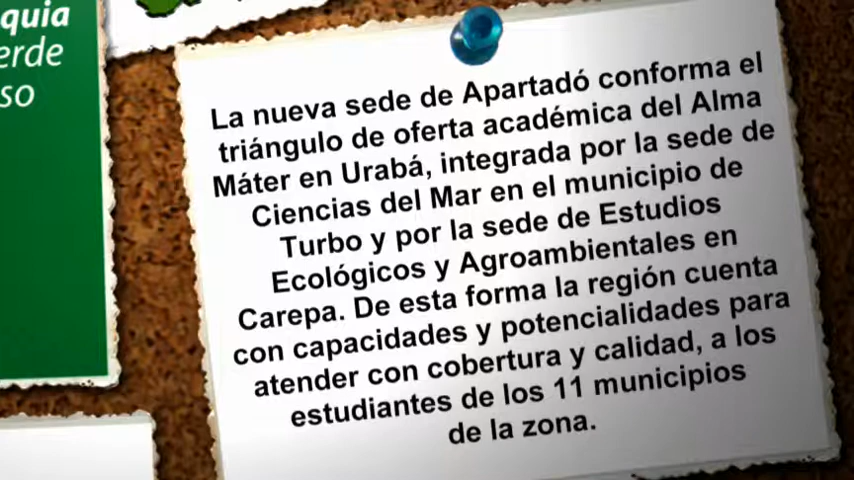 quia
erde
so
La nueva sede de Apartadó conforma el
triángulo de oferta académica del Alma
Máter en Urabá, integrada por la sede de
Ciencias del Mar en el municipio de
Turbo y por la sede de Estudios
Ecológicos y Agroambientales en
Carepa. De esta forma la región cuenta
con capacidades y potencialidades para
atender con cobertura y calidad, a los
estudiantes de los 11 municipios
de la zona.